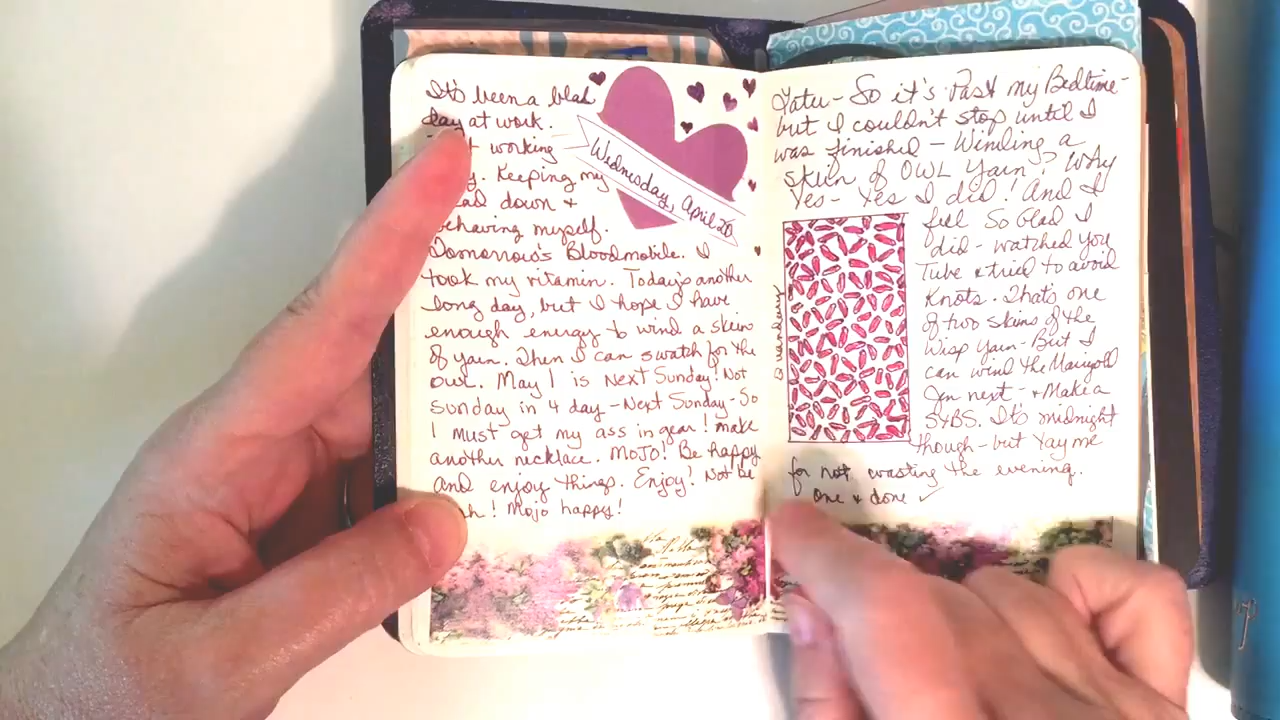 It's been a blah
day at work.
working
Keeping my
down +
behaving myself.
Tomorrow's Bloodmobile. I
took my vitamin. Today's another
long day, but I hope I have
enough energy to wind a skein
of yarn. Then I can swatch for the
owl. May 1 is Next Sunday! Not
sunday in 4 day - Next Sunday - So
I must get my ass in gear! make
another necklace. MoJo! Be happy
and enjoy things. Enjoy! Not be
! Mojo happy!
Wednesday, April 20
Later - So it's Past my Bedtime -
but I couldn't stop until I
was finished - Winding a
skein of OWL Yarn? Why
Yes - Yes I did! And I
feel So Glad I
did - watched You
Tube + tried to avoid
Knots. That's one
of two skins of the
Wisp Yarn - But I
can wind the Marigold
Jen next - + Make a
SYBS. It's midnight
though - but Yay me
for not wasting the evening.
one + done ✓